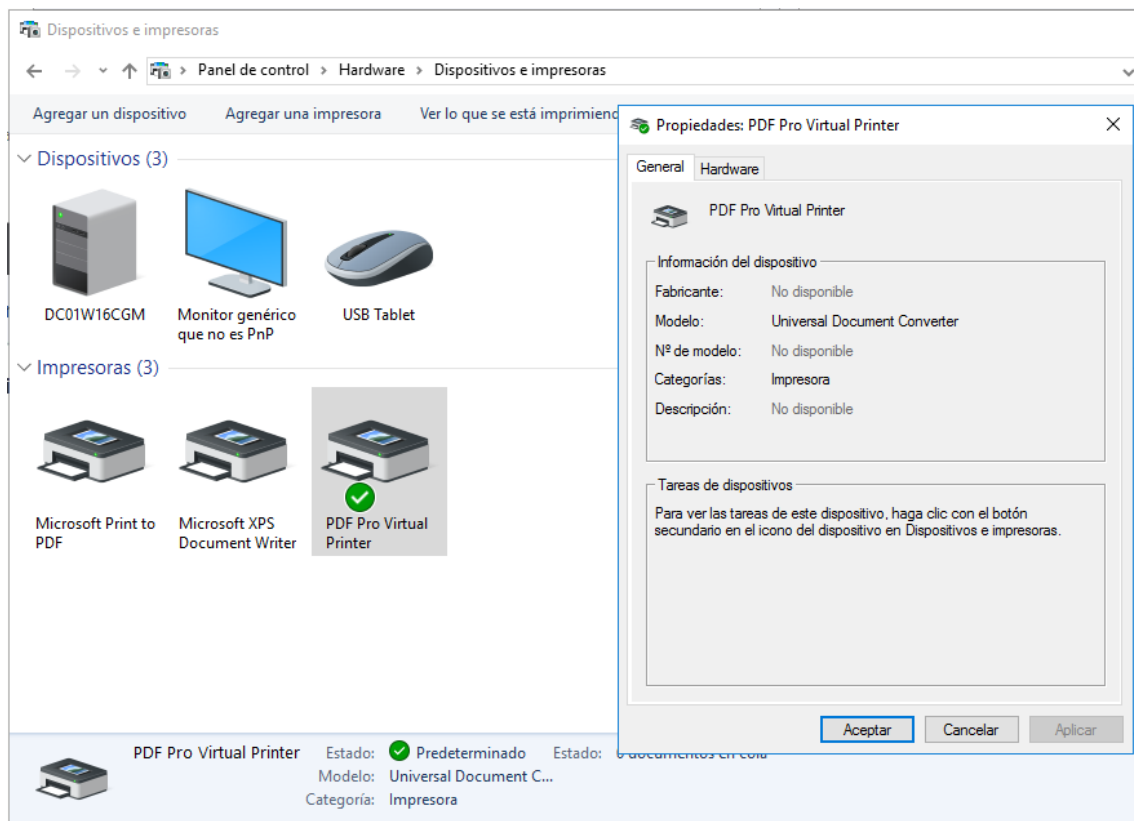 Dispositivos e impresoras
Panel de control > Hardware > Dispositivos e impresoras
Agregar un dispositivo Agregar una impresora Ver lo que se está imprimiend
Dispositivos (3)
DC01W16CGM
Monitor genérico
que no es PnP
USB Tablet
Impresoras (3)
Microsoft Print to
PDF
Microsoft XPS
Document Writer
PDF Pro Virtual
Printer
Propiedades: PDF Pro Virtual Printer
General Hardware
PDF Pro Virtual Printer
Información del dispositivo
Fabricante: No disponible
Modelo: Universal Document Converter
Nº de modelo: No disponible
Categorías: Impresora
Descripción: No disponible
Tareas de dispositivos
Para ver las tareas de este dispositivo, haga clic con el botón
secundario en el icono del dispositivo en Dispositivos e impresoras.
Aceptar Cancelar Aplicar
PDF Pro Virtual Printer Estado: Predeterminado Estado: 0 documentos en cola
Modelo: Universal Document C...
Categoría: Impresora